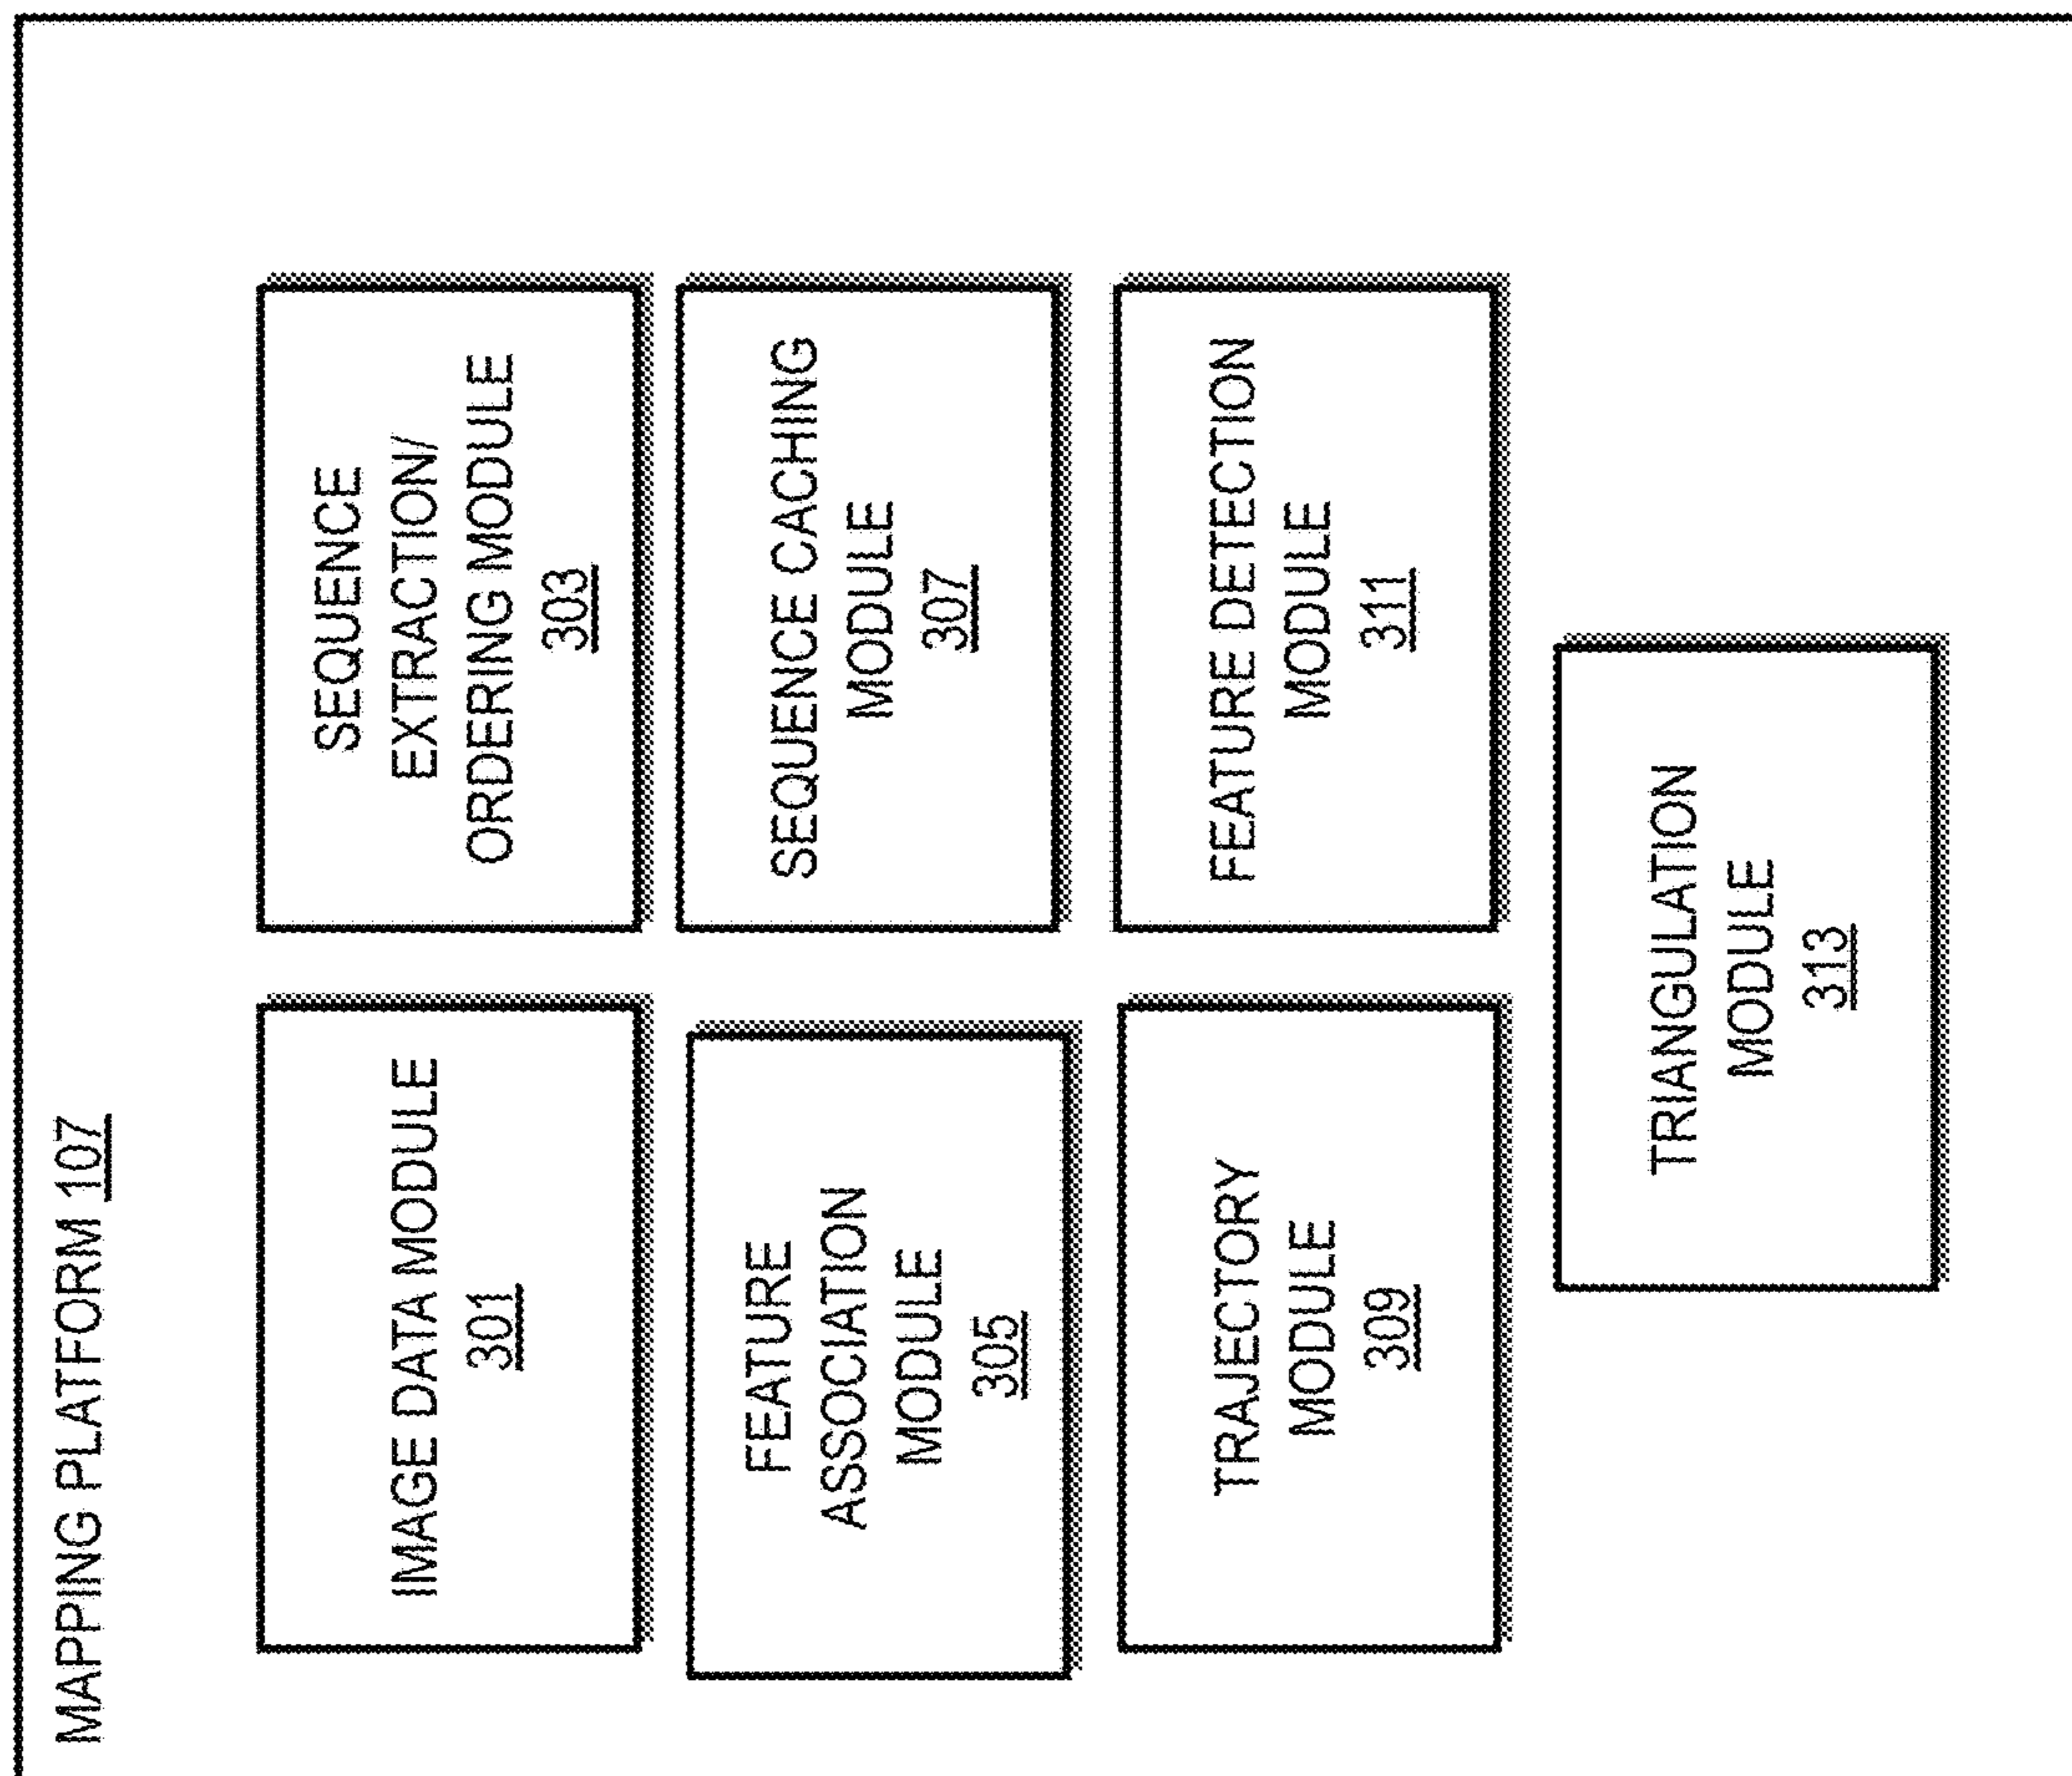 MAPPING PLATFORM 107
IMAGE DATA MODULE
301
SEQUENCE
EXTRACTION/
ORDERING MODULE
303
FEATURE
ASSOCIATION
MODULE
305
SEQUENCE CACHING
MODULE
307
TRAJECTORY
MODULE
309
FEATURE DETECTION
MODULE
311
TRIANGULATION
MODULE
313